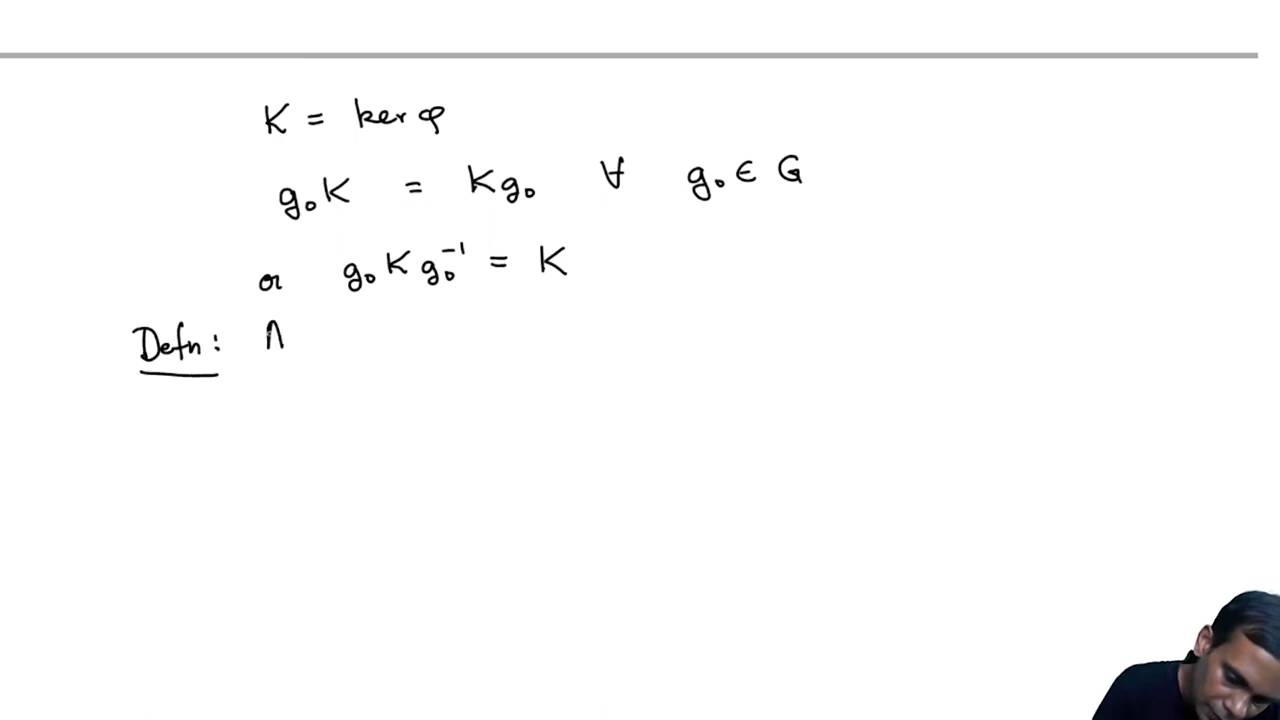 K = ker φ
g₀K = Kg₀ ∀ g₀ ∈ G
or g₀Kg₀⁻¹ = K
Defn: